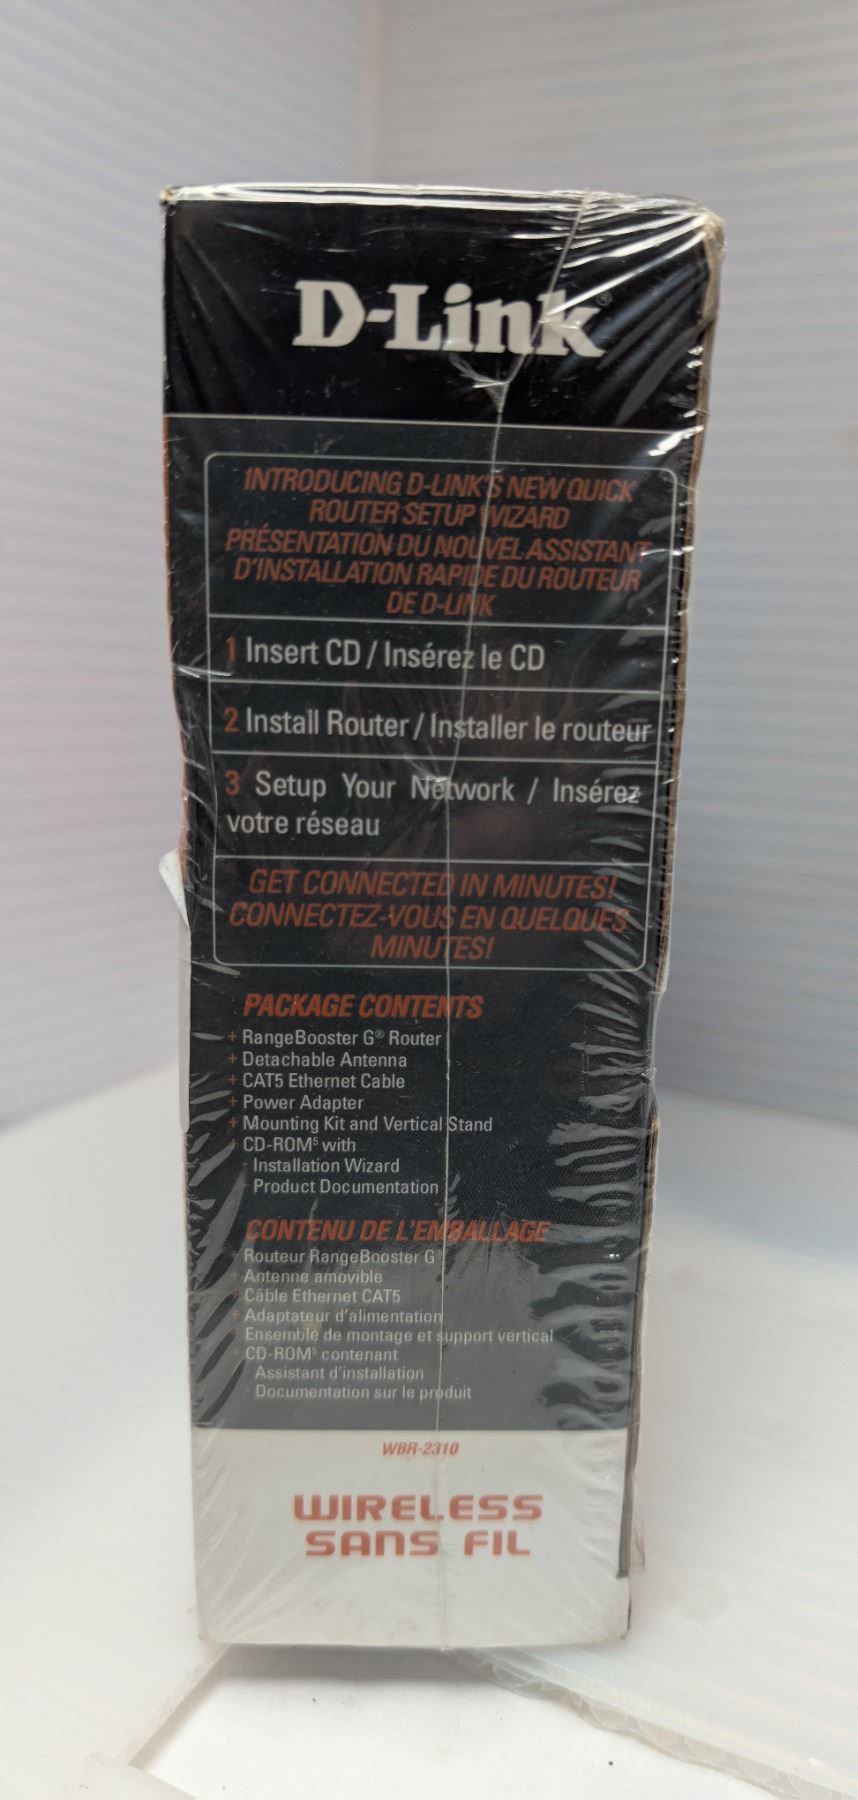 D-Link®
INTRODUCING D-LINK'S NEW QUICK
ROUTER SETUP WIZARD
PRÉSENTATION DU NOUVEL ASSISTANT
D'INSTALLATION RAPIDE DU ROUTEUR
DE D-LINK
1 Insert CD / Insérez le CD
2 Install Router / Installer le routeur
3 Setup Your Network / Insérez
votre réseau
GET CONNECTED IN MINUTES!
CONNECTEZ-VOUS EN QUELQUES
MINUTES!
PACKAGE CONTENTS
+ RangeBooster G® Router
+ Detachable Antenna
+ CAT5 Ethernet Cable
+ Power Adapter
+ Mounting Kit and Vertical Stand
+ CD-ROM⁵ with
- Installation Wizard
- Product Documentation
CONTENU DE L'EMBALLAGE
+ Routeur RangeBooster G®
+ Antenne amovible
+ Câble Ethernet CAT5
+ Adaptateur d'alimentation
+ Ensemble de montage et support vertical
+ CD-ROM⁵ contenant
- Assistant d'installation
- Documentation sur le produit
WBR-2310
WIRELESS
SANS FIL